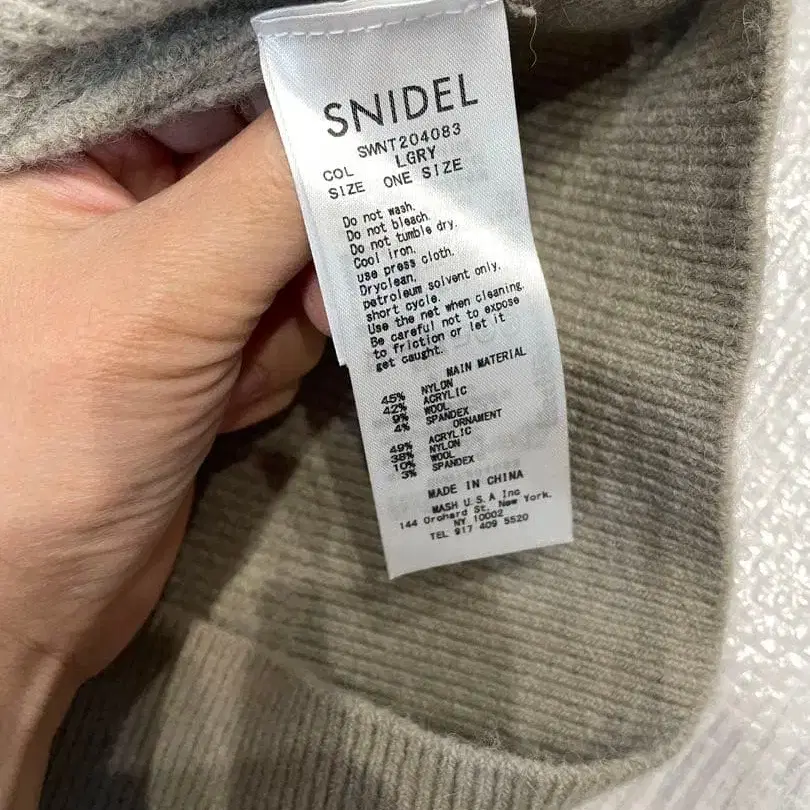 SNIDEL
SWNT204083
COL LGRY
SIZE ONE SIZE
Do not wash.
Do not bleach.
Do not tumble dry.
Cool iron.
use press cloth.
Dryclean.
petroleum solvent only.
short cycle.
Use the net when cleaning.
Be careful not to expose
to friction or let it
get caught.
MAIN MATERIAL
45% NYLON
42% ACRYLIC
9% WOOL
4% SPANDEX
ORNAMENT
49% ACRYLIC
38% NYLON
10% WOOL
3% SPANDEX
MADE IN CHINA
MASH U.S.A Inc
144 Orchard St. New York.
NY 10002
TEL 917 409 5520